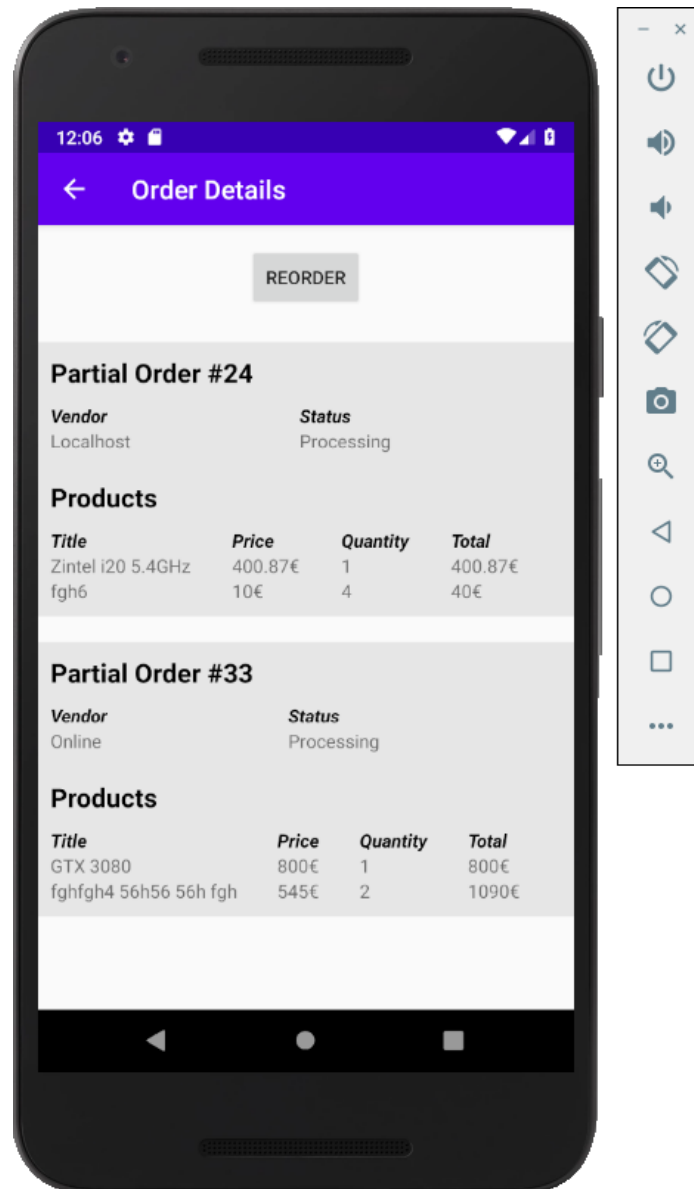 12:06
Order Details
REORDER
Partial Order #24
Vendor Status
Localhost Processing
Products
Title Price Quantity Total
Zintel i20 5.4GHz 400.87€ 1 400.87€
fgh6 10€ 4 40€
Partial Order #33
Vendor Status
Online Processing
Products
Title Price Quantity Total
GTX 3080 800€ 1 800€
fghfgh4 56h56 56h fgh 545€ 2 1090€